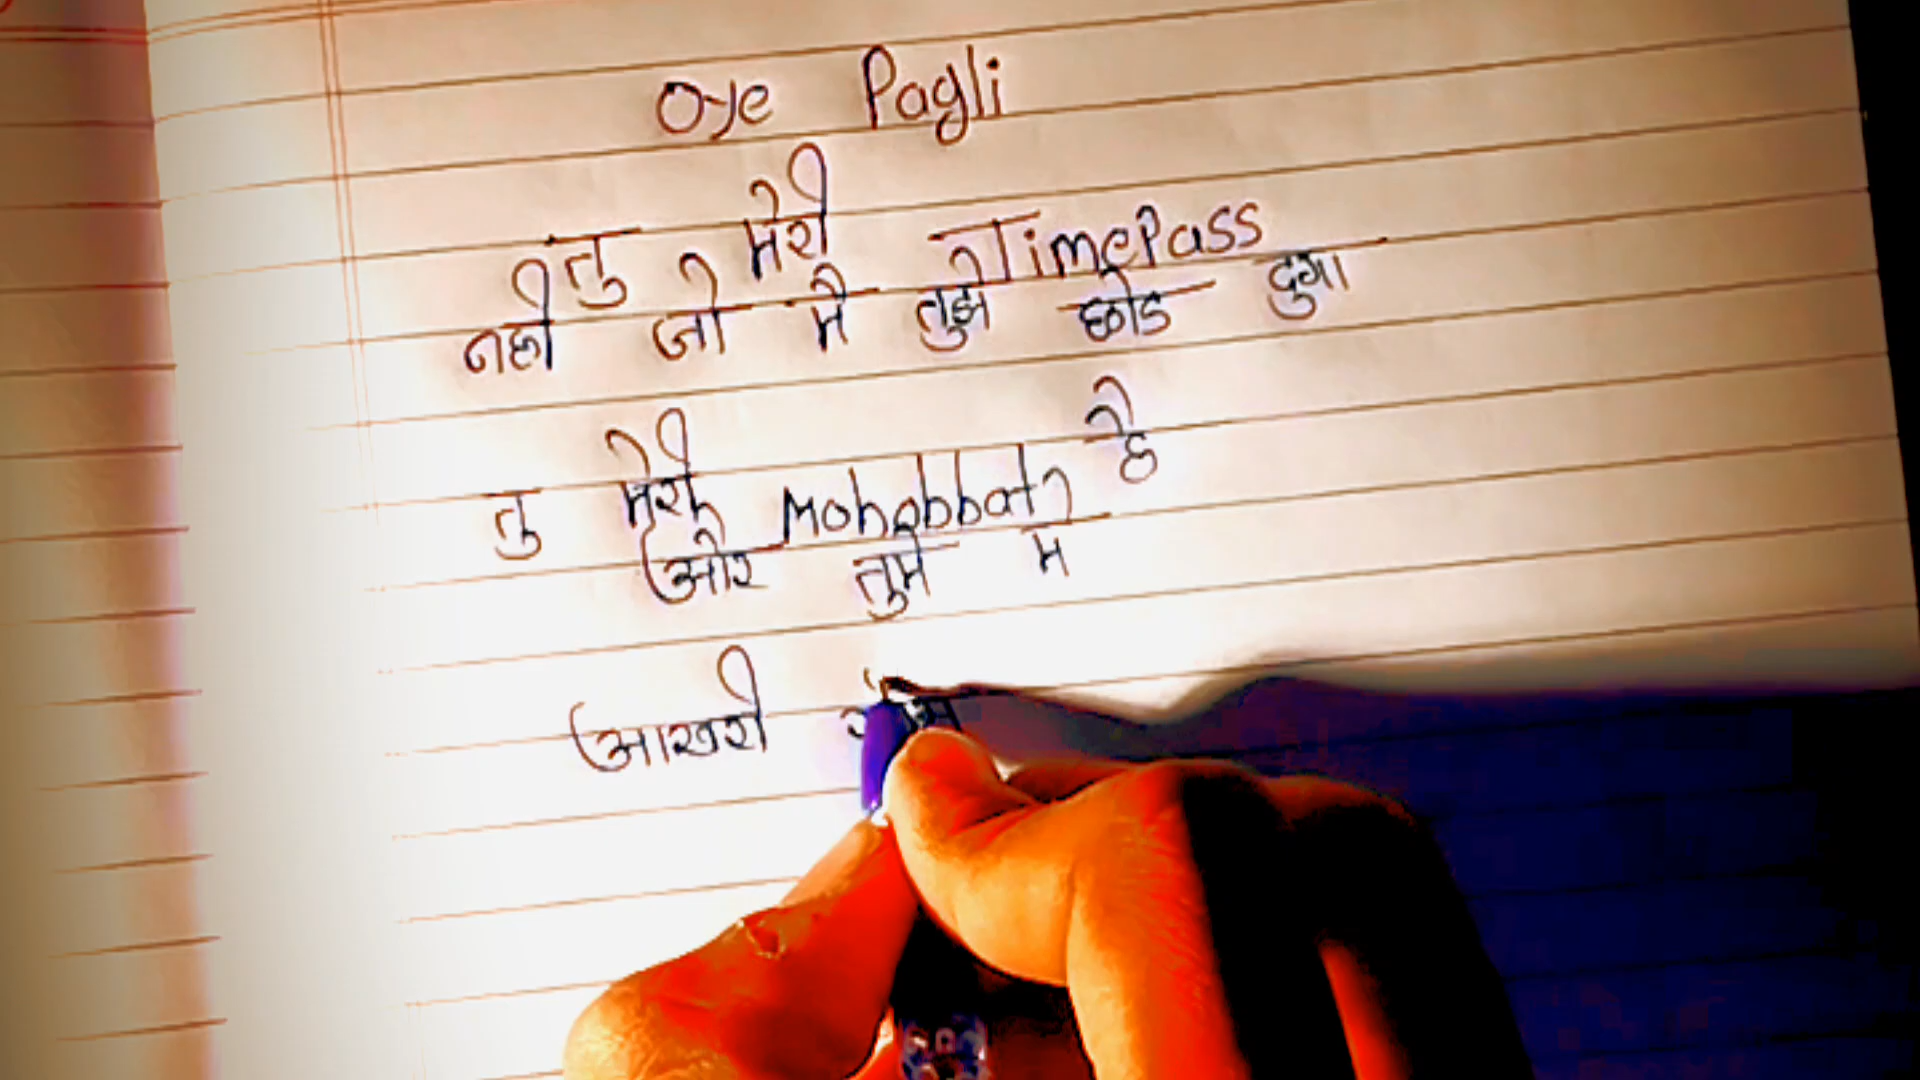 Oye Pagli
तु मेरी TimePass
नही जो मै तुझे छोड दुगा
तु मेरी Mohabbat है
और तुमे म
आखरी